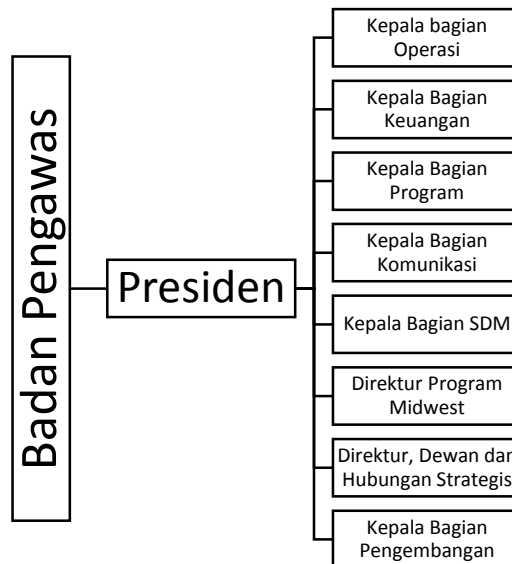 Badan Pengawas
Presiden
Kepala bagian
Operasi
Kepala Bagian
Keuangan
Kepala Bagian
Program
Kepala Bagian
Komunikasi
Kepala Bagian SDM
Direktur Program
Midwest
Direktur, Dewan dan
Hubungan Strategis
Kepala Bagian
Pengembangan